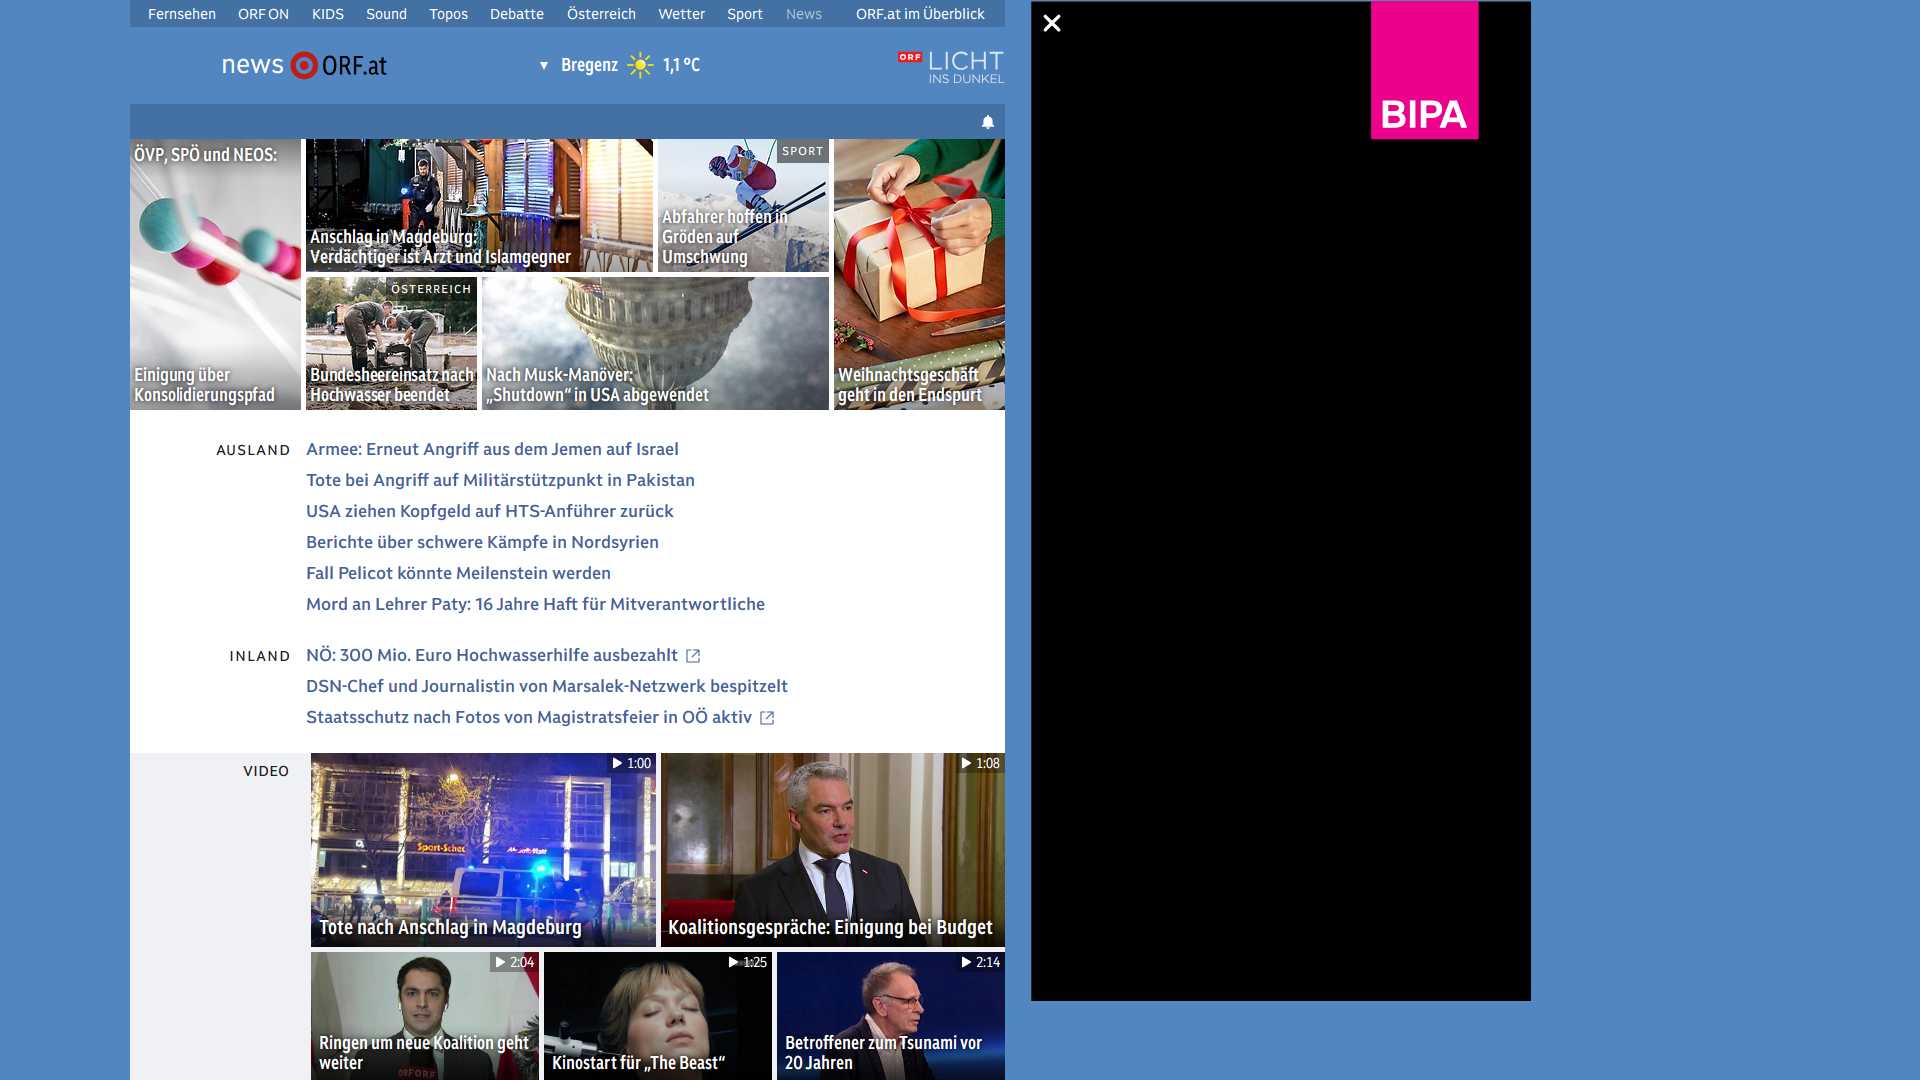 Fernsehen ORF ON KIDS Sound Topos Debatte Österreich Wetter Sport News ORF.at im Überblick
news ORF.at
▼ Bregenz 1,1 °C
ORF LICHT
INS DUNKEL
BIPA
ÖVP, SPÖ und NEOS:
Einigung über
Konsolidierungspfad
Anschlag in Magdeburg:
Verdächtiger ist Arzt und Islamgegner
SPORT
Abfahrer hoffen in
Gröden auf
Umschwung
ÖSTERREICH
Bundesheereinsatz nach
Hochwasser beendet
Nach Musk-Manöver:
„Shutdown“ in USA abgewendet
Weihnachtsgeschäft
geht in den Endspurt
AUSLAND
Armee: Erneut Angriff aus dem Jemen auf Israel
Tote bei Angriff auf Militärstützpunkt in Pakistan
USA ziehen Kopfgeld auf HTS-Anführer zurück
Berichte über schwere Kämpfe in Nordsyrien
Fall Pelicot könnte Meilenstein werden
Mord an Lehrer Paty: 16 Jahre Haft für Mitverantwortliche
INLAND
NÖ: 300 Mio. Euro Hochwasserhilfe ausbezahlt
DSN-Chef und Journalistin von Marsalek-Netzwerk bespitzelt
Staatsschutz nach Fotos von Magistratsfeier in OÖ aktiv
VIDEO
1:00
Tote nach Anschlag in Magdeburg
1:08
Koalitionsgespräche: Einigung bei Budget
2:04
Ringen um neue Koalition geht
weiter
1:25
Kinostart für „The Beast“
2:14
Betroffener zum Tsunami vor
20 Jahren